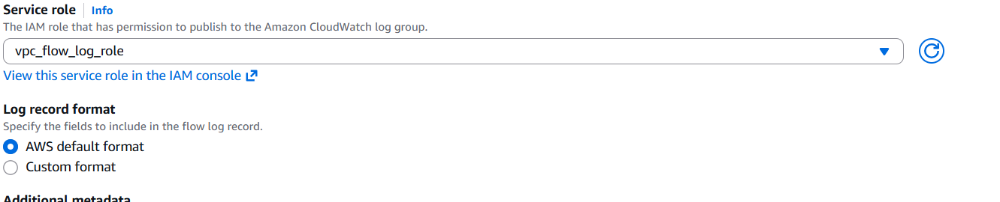 Service role Info
The IAM role that has permission to publish to the Amazon CloudWatch log group.
vpc_flow_log_role
View this service role in the IAM console
Log record format
Specify the fields to include in the flow log record.
AWS default format
Custom format
Additional metadata